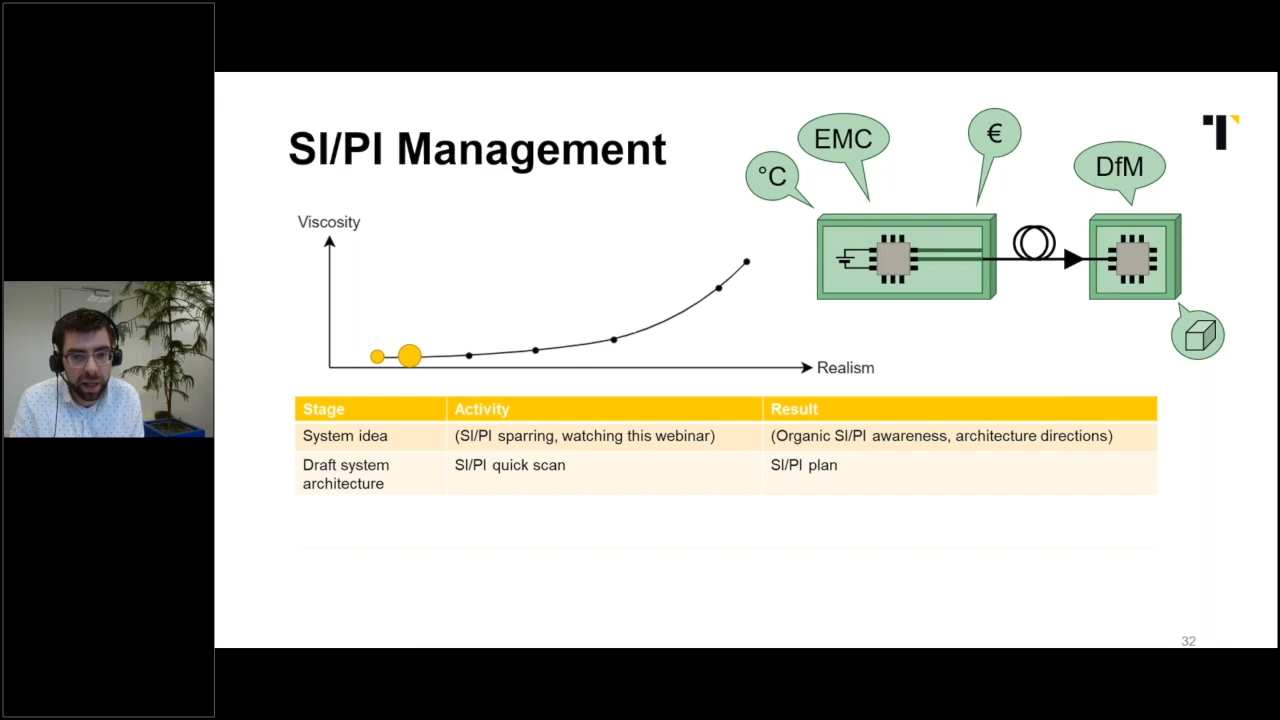 SI/PI Management
°C
EMC
€
DfM
Viscosity
Realism
Stage Activity Result
System idea (SI/PI sparring, watching this webinar) (Organic SI/PI awareness, architecture directions)
Draft system SI/PI quick scan SI/PI plan
architecture
32